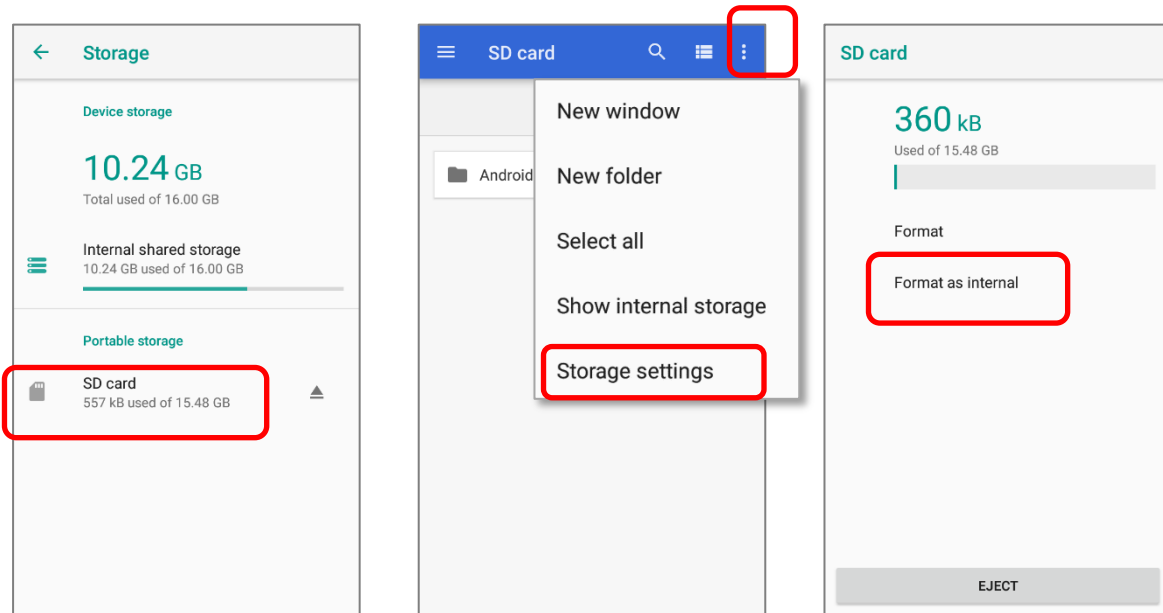 Storage
Device storage
10.24 GB
Total used of 16.00 GB
Internal shared storage
10.24 GB used of 16.00 GB
Portable storage
SD card
557 kB used of 15.48 GB
SD card
Android
New window
New folder
Select all
Show internal storage
Storage settings
SD card
360 kB
Used of 15.48 GB
Format
Format as internal
EJECT